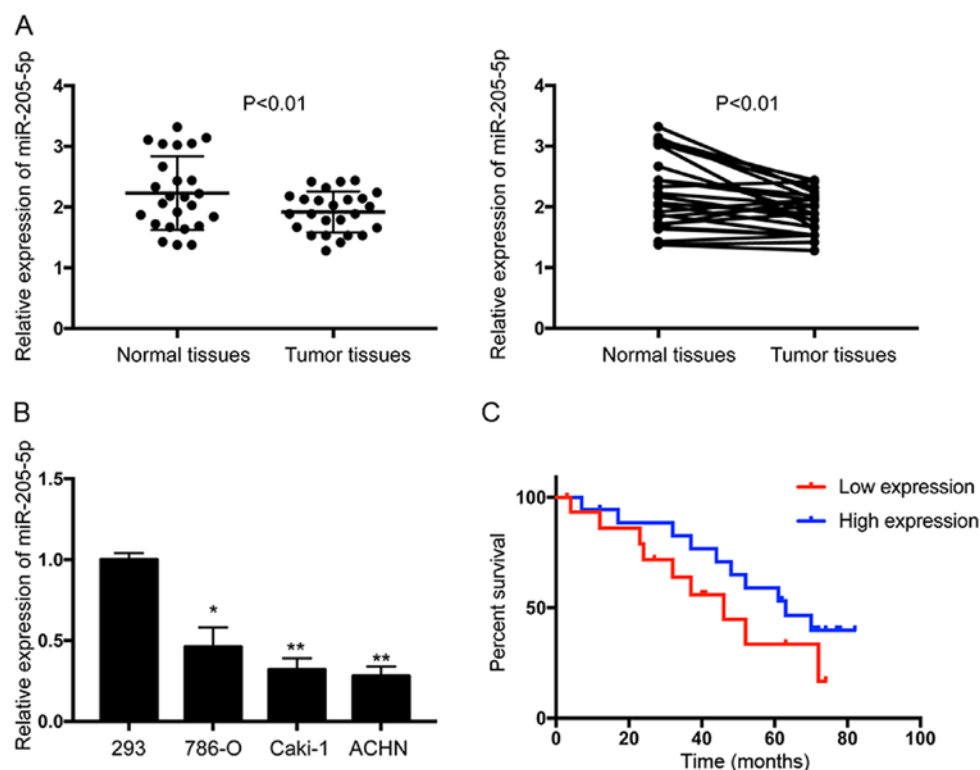 A
Relative expression of miR-205-5p
4
3
2
1
0
P<0.01
Normal tissues Tumor tissues
Relative expression of miR-205-5p
4
3
2
1
0
P<0.01
Normal tissues Tumor tissues
B
Relative expression of miR-205-5p
1.5
1.0
0.5
0.0
*
**
**
293 786-O Caki-1 ACHN
C
Percent survival
100
50
0
Low expression
High expression
0 20 40 60 80 100
Time (months)